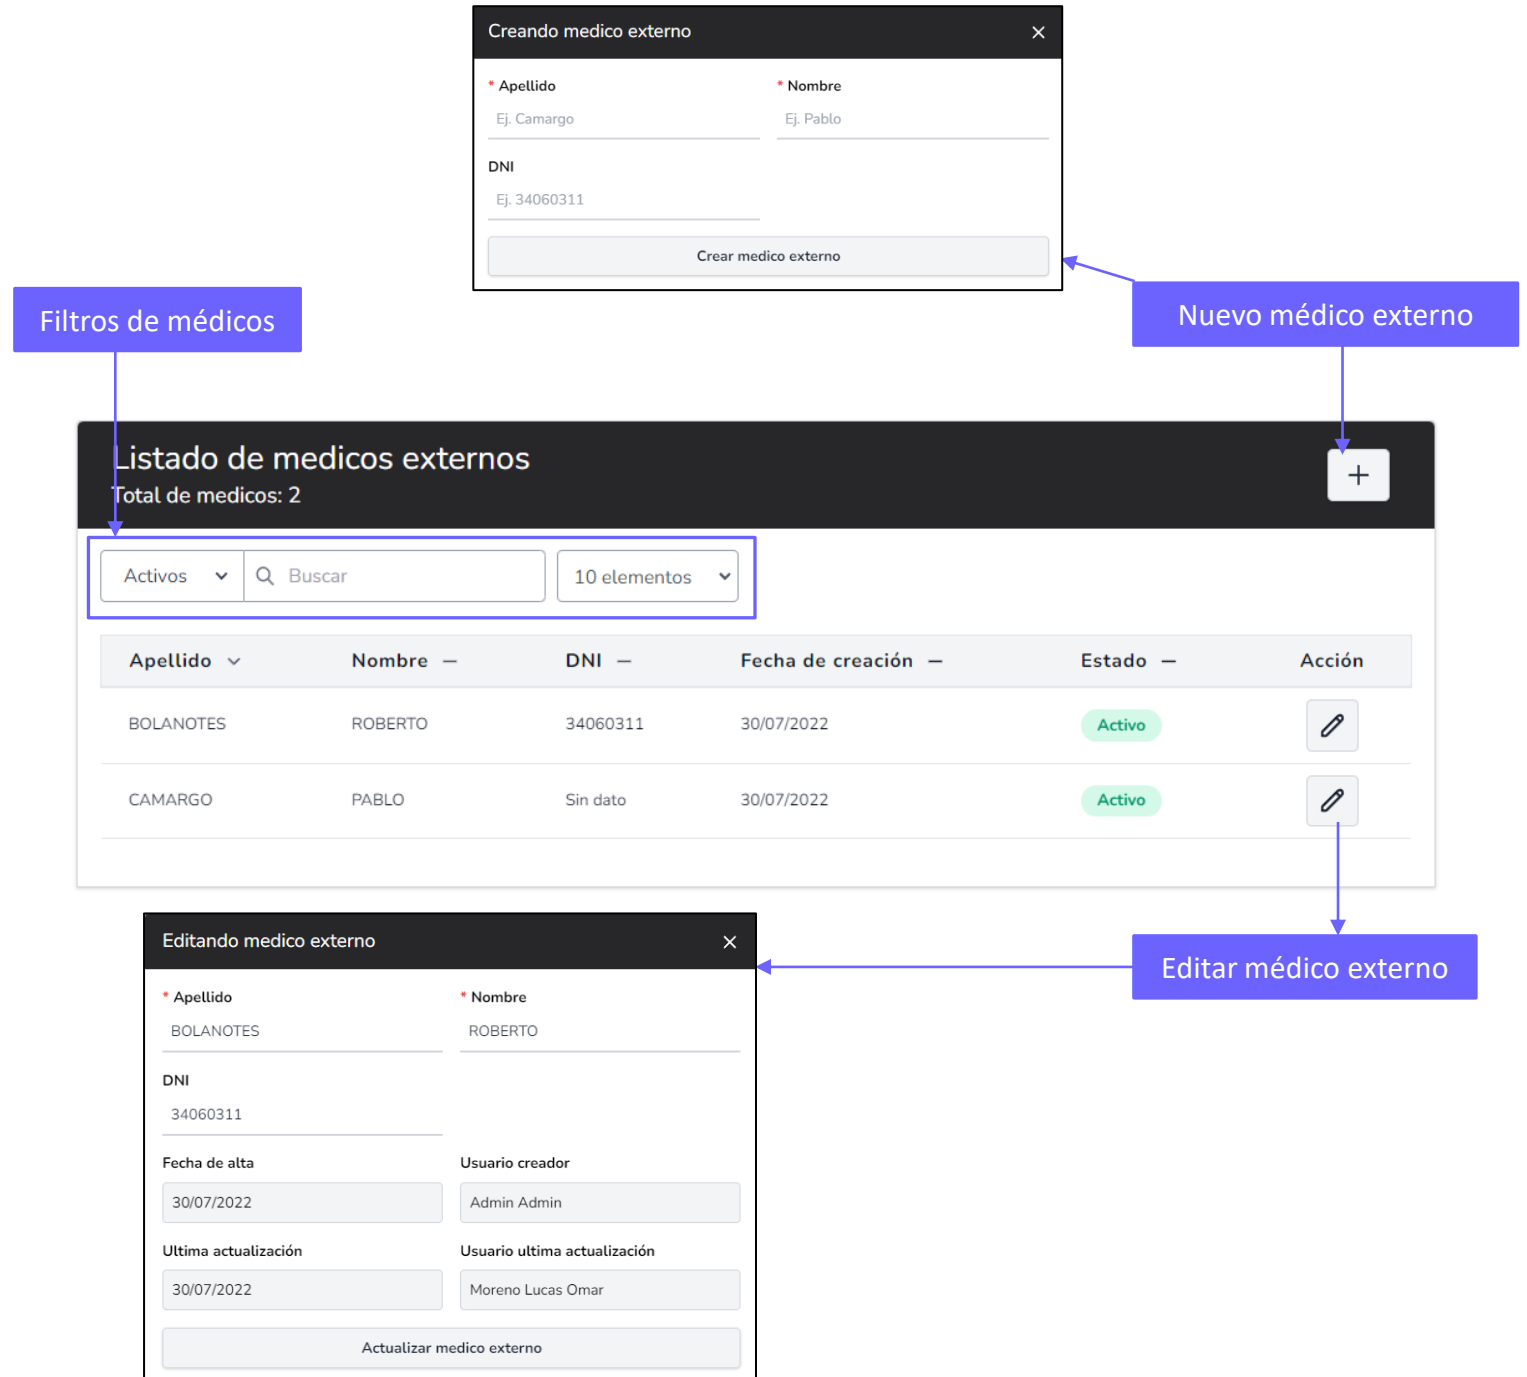 Creando medico externo
* Apellido
* Nombre
Ej. Camargo
Ej. Pablo
DNI
Ej. 34060311
Crear medico externo
Filtros de médicos
Nuevo médico externo
Listado de medicos externos
Total de medicos: 2
Activos
Buscar
10 elementos
Apellido
Nombre
DNI
Fecha de creación
Estado
Acción
BOLANOTES
ROBERTO
34060311
30/07/2022
Activo
CAMARGO
PABLO
Sin dato
30/07/2022
Activo
Editando medico externo
Editar médico externo
* Apellido
* Nombre
BOLANOTES
ROBERTO
DNI
34060311
Fecha de alta
Usuario creador
30/07/2022
Admin Admin
Ultima actualización
Usuario ultima actualización
30/07/2022
Moreno Lucas Omar
Actualizar medico externo